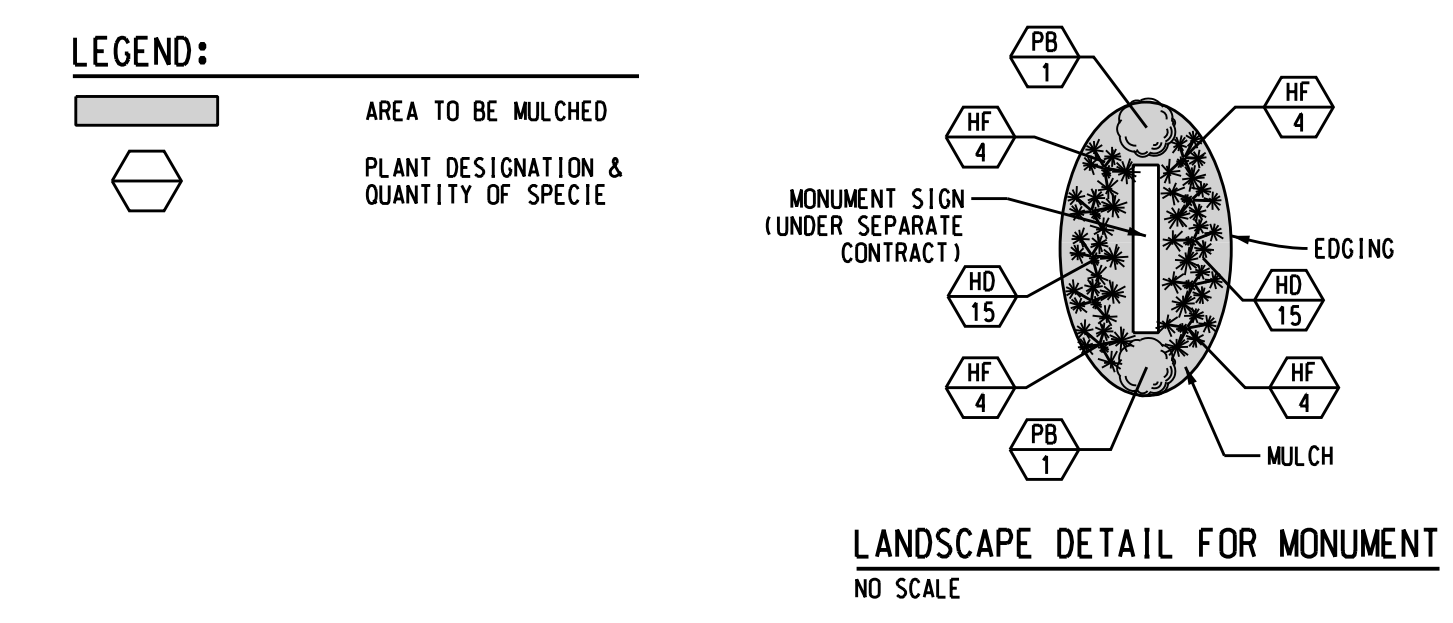 LEGEND:
AREA TO BE MULCHED
PLANT DESIGNATION &
QUANTITY OF SPECIE
PB
1
HF
4
HF
4
MONUMENT SIGN
(UNDER SEPARATE
CONTRACT)
EDGING
HD
15
HD
15
HF
4
HF
4
PB
1
MULCH
LANDSCAPE DETAIL FOR MONUMENT
NO SCALE